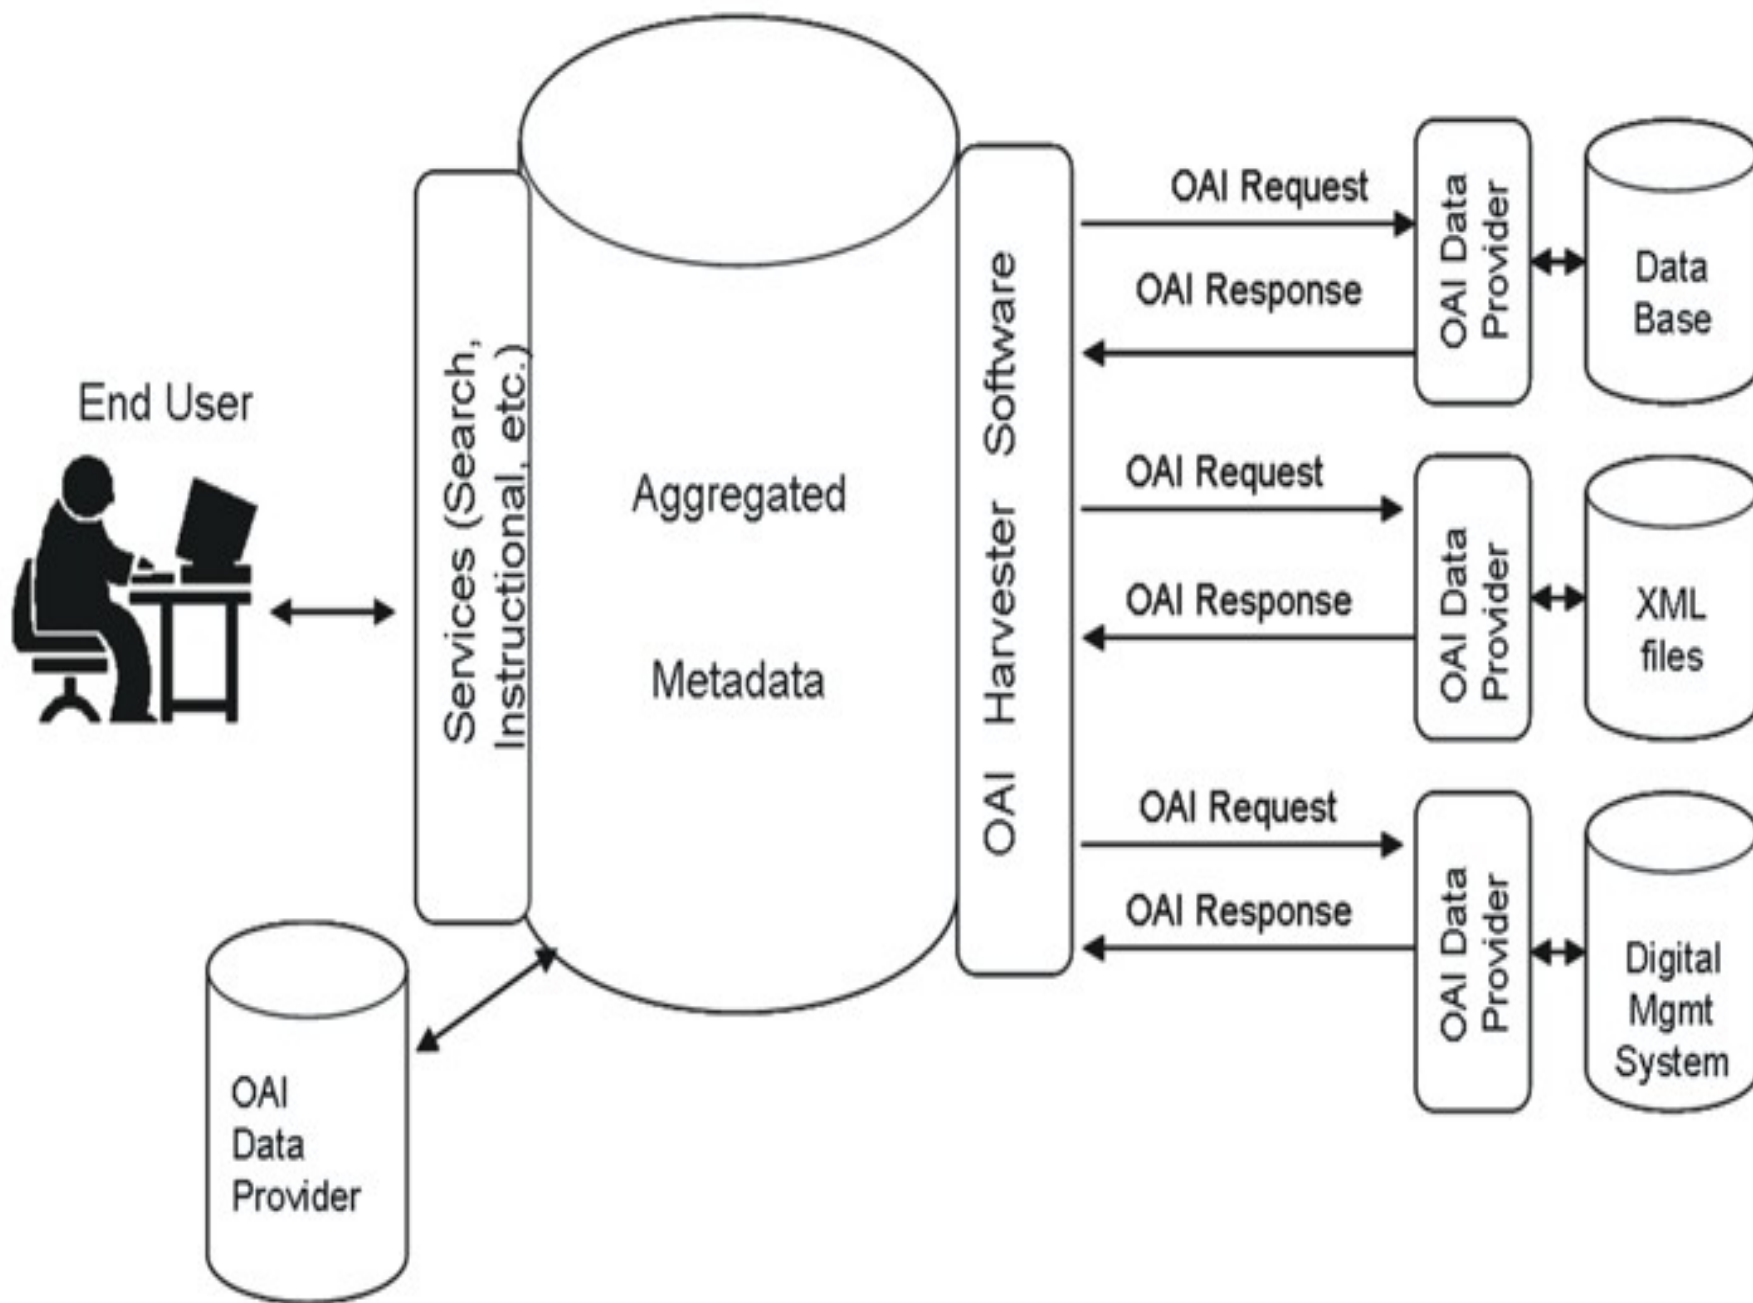 End User
Services (Search,
Instructional, etc.)
Aggregated
Metadata
OAI Harvester Software
OAI Request
OAI Response
OAI Data
Provider
Data
Base
OAI Request
OAI Response
OAI Data
Provider
XML
files
OAI Request
OAI Response
OAI Data
Provider
Digital
Mgmt
System
OAI
Data
Provider